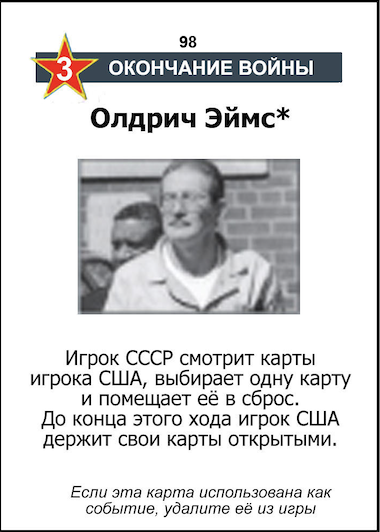 98
3 ОКОНЧАНИЕ ВОЙНЫ
Олдрич Эймс*
Игрок СССР смотрит карты
игрока США, выбирает одну карту
и помещает её в сброс.
До конца этого хода игрок США
держит свои карты открытыми.
Если эта карта использована как
событие, удалите её из игры